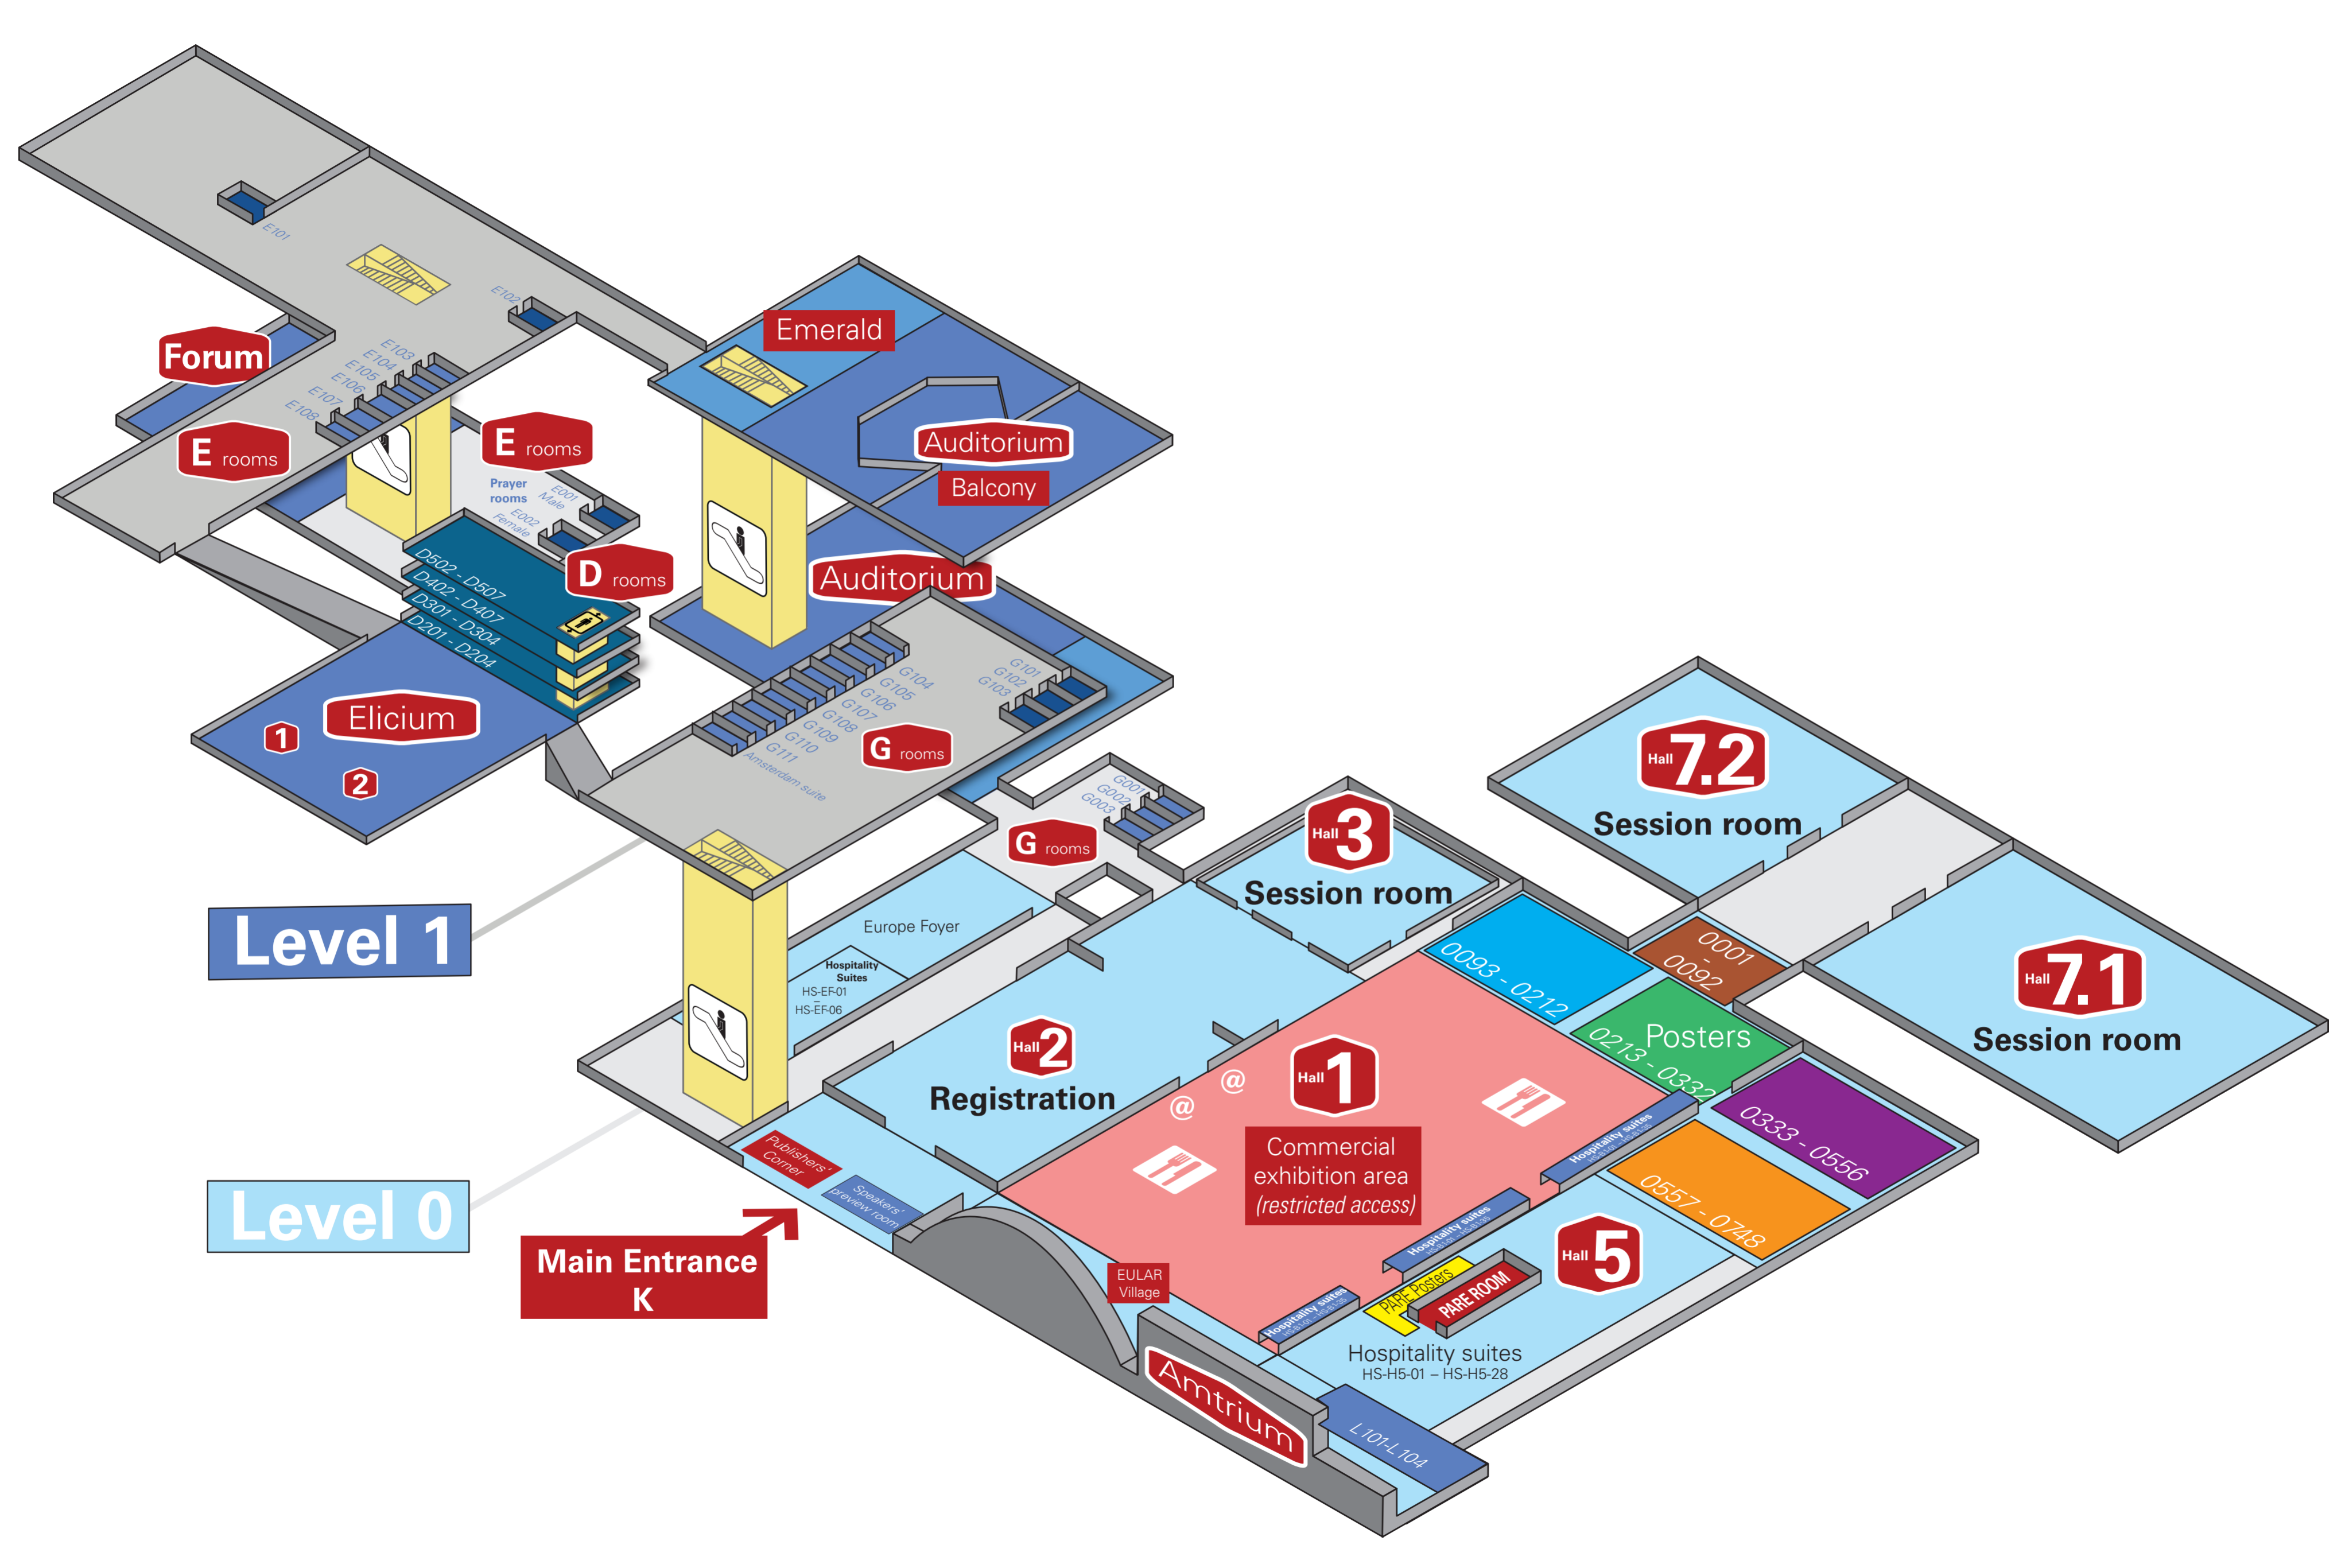 E101
E102
Forum
E103
E104
E105
E106
E107
E108
E rooms
E rooms
Prayer
rooms
E001
Male
E002
Female
Emerald
Auditorium
Balcony
Auditorium
D rooms
D502 - D507
D402 - D407
D301 - D304
D201 - D204
Elicium
1
2
G101
G102
G103
G104
G105
G106
G107
G108
G109
G110
G111
Amsterdam suite
G rooms
Level 1
G001
G002
G003
G rooms
Hall 3
Session room
Hall 7.2
Session room
Hall 7.1
Session room
Europe Foyer
Hospitality
Suites
HS-EF-01
–
HS-EF-06
0093 - 0212
0001
-
0092
Posters
0213 - 0332
0333 - 0556
0557 - 0748
Hall 2
Registration
Hall 1
@
@
Commercial
exhibition area
(restricted access)
Hospitality suites
Hospitality suites
Hospitality suites
Level 0
Publishers'
Corner
Speakers'
preview room
Main Entrance
K
EULAR
Village
Hall 5
PARE Posters
PARE ROOM
Hospitality suites
HS-H5-01 – HS-H5-28
Amtrium
L101-L104